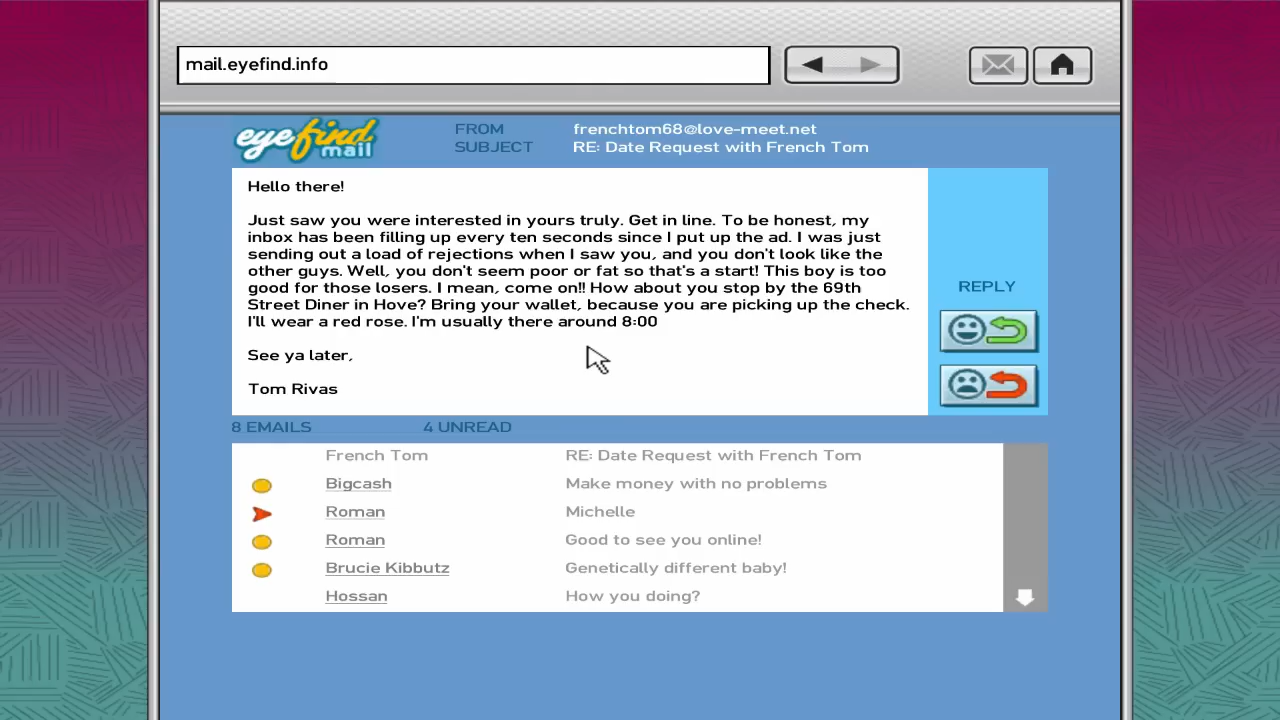 mail.eyefind.info
eyefind mail
FROM frenchtom68@love-meet.net
SUBJECT RE: Date Request with French Tom
Hello there!
Just saw you were interested in yours truly. Get in line. To be honest, my
inbox has been filling up every ten seconds since I put up the ad. I was just
sending out a load of rejections when I saw you, and you don't look like the
other guys. Well, you don't seem poor or fat so that's a start! This boy is too
good for those losers. I mean, come on!! How about you stop by the 69th
Street Diner in Hove? Bring your wallet, because you are picking up the check.
I'll wear a red rose. I'm usually there around 8:00
See ya later,
Tom Rivas
REPLY
8 EMAILS 4 UNREAD
French Tom RE: Date Request with French Tom
Bigcash Make money with no problems
Roman Michelle
Roman Good to see you online!
Brucie Kibbutz Genetically different baby!
Hossan How you doing?